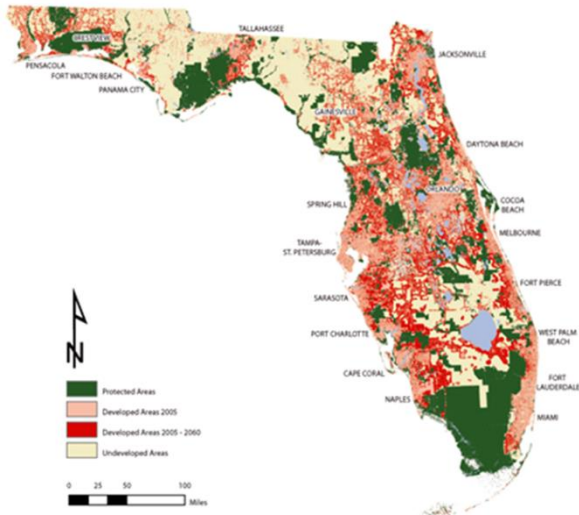 TALLAHASSEE
CRESTVIEW
JACKSONVILLE
PENSACOLA
FORT WALTON BEACH
PANAMA CITY
GAINESVILLE
DAYTONA BEACH
ORLANDO
SPRING HILL
COCOA
BEACH
MELBOURNE
TAMPA-
ST. PETERSBURG
FORT PIERCE
SARASOTA
PORT CHARLOTTE
WEST PALM
BEACH
CAPE CORAL
FORT
LAUDERDALE
NAPLES
MIAMI
N
Protected Areas
Developed Areas 2005
Developed Areas 2005 - 2060
Undeveloped Areas
0 25 50 100
Miles